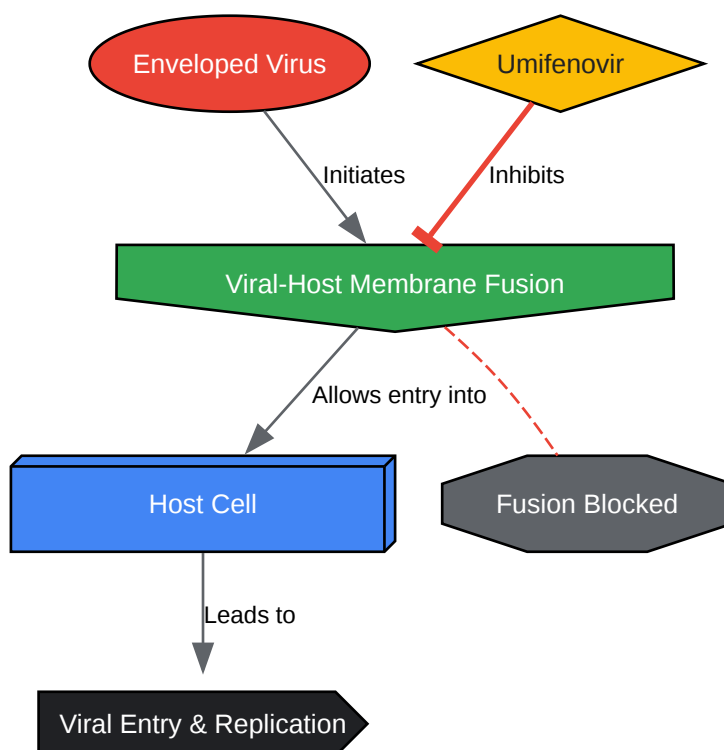 Enveloped Virus
Umifenovir
Initiates
Inhibits
Viral-Host Membrane Fusion
Allows entry into
Host Cell
Fusion Blocked
Leads to
Viral Entry & Replication